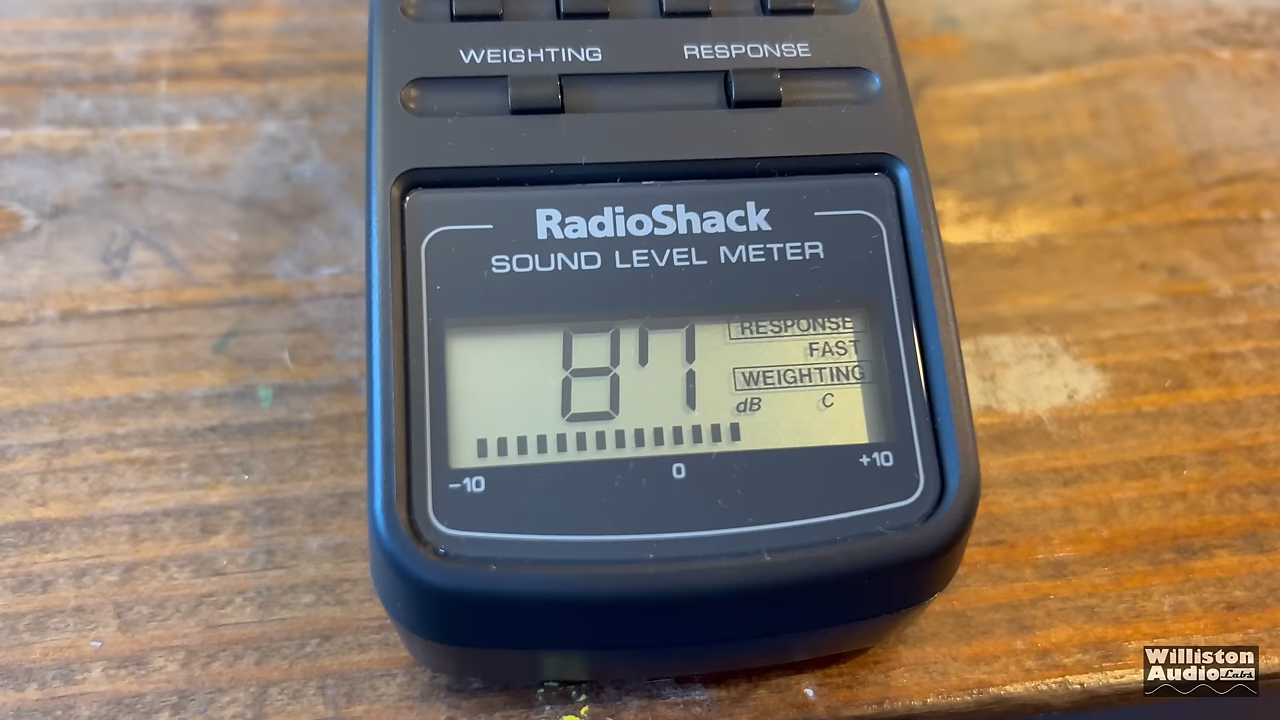 WEIGHTING RESPONSE
RadioShack
SOUND LEVEL METER
87
RESPONSE
FAST
WEIGHTING
dB C
-10 0 +10
Williston
Audio Labs